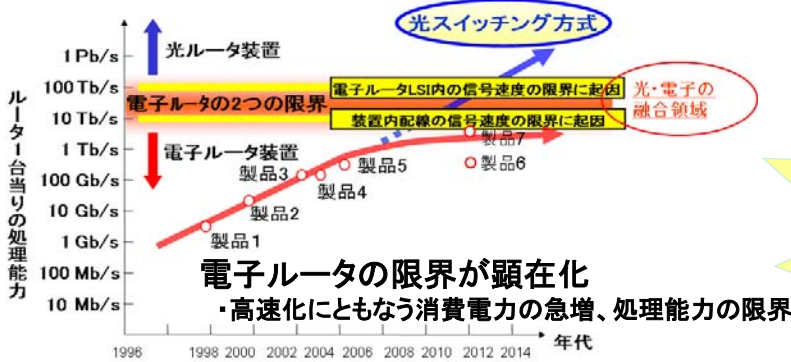 光スイッチング方式
1 Pb/s
光ルータ装置
100 Tb/s
電子ルータLSI内の信号速度の限界に起因
光・電子の
融合領域
電子ルータの2つの限界
10 Tb/s
装置内配線の信号速度の限界に起因
1 Tb/s
電子ルータ装置
製品7
製品3
製品5
製品6
100 Gb/s
製品4
10 Gb/s
製品2
1 Gb/s
製品1
100 Mb/s
10 Mb/s
ルータ1台当りの処理能力
電子ルータの限界が顕在化
・高速化にともなう消費電力の急増、処理能力の限界
年代
1996 1998 2000 2002 2004 2006 2008 2010 2012 2014